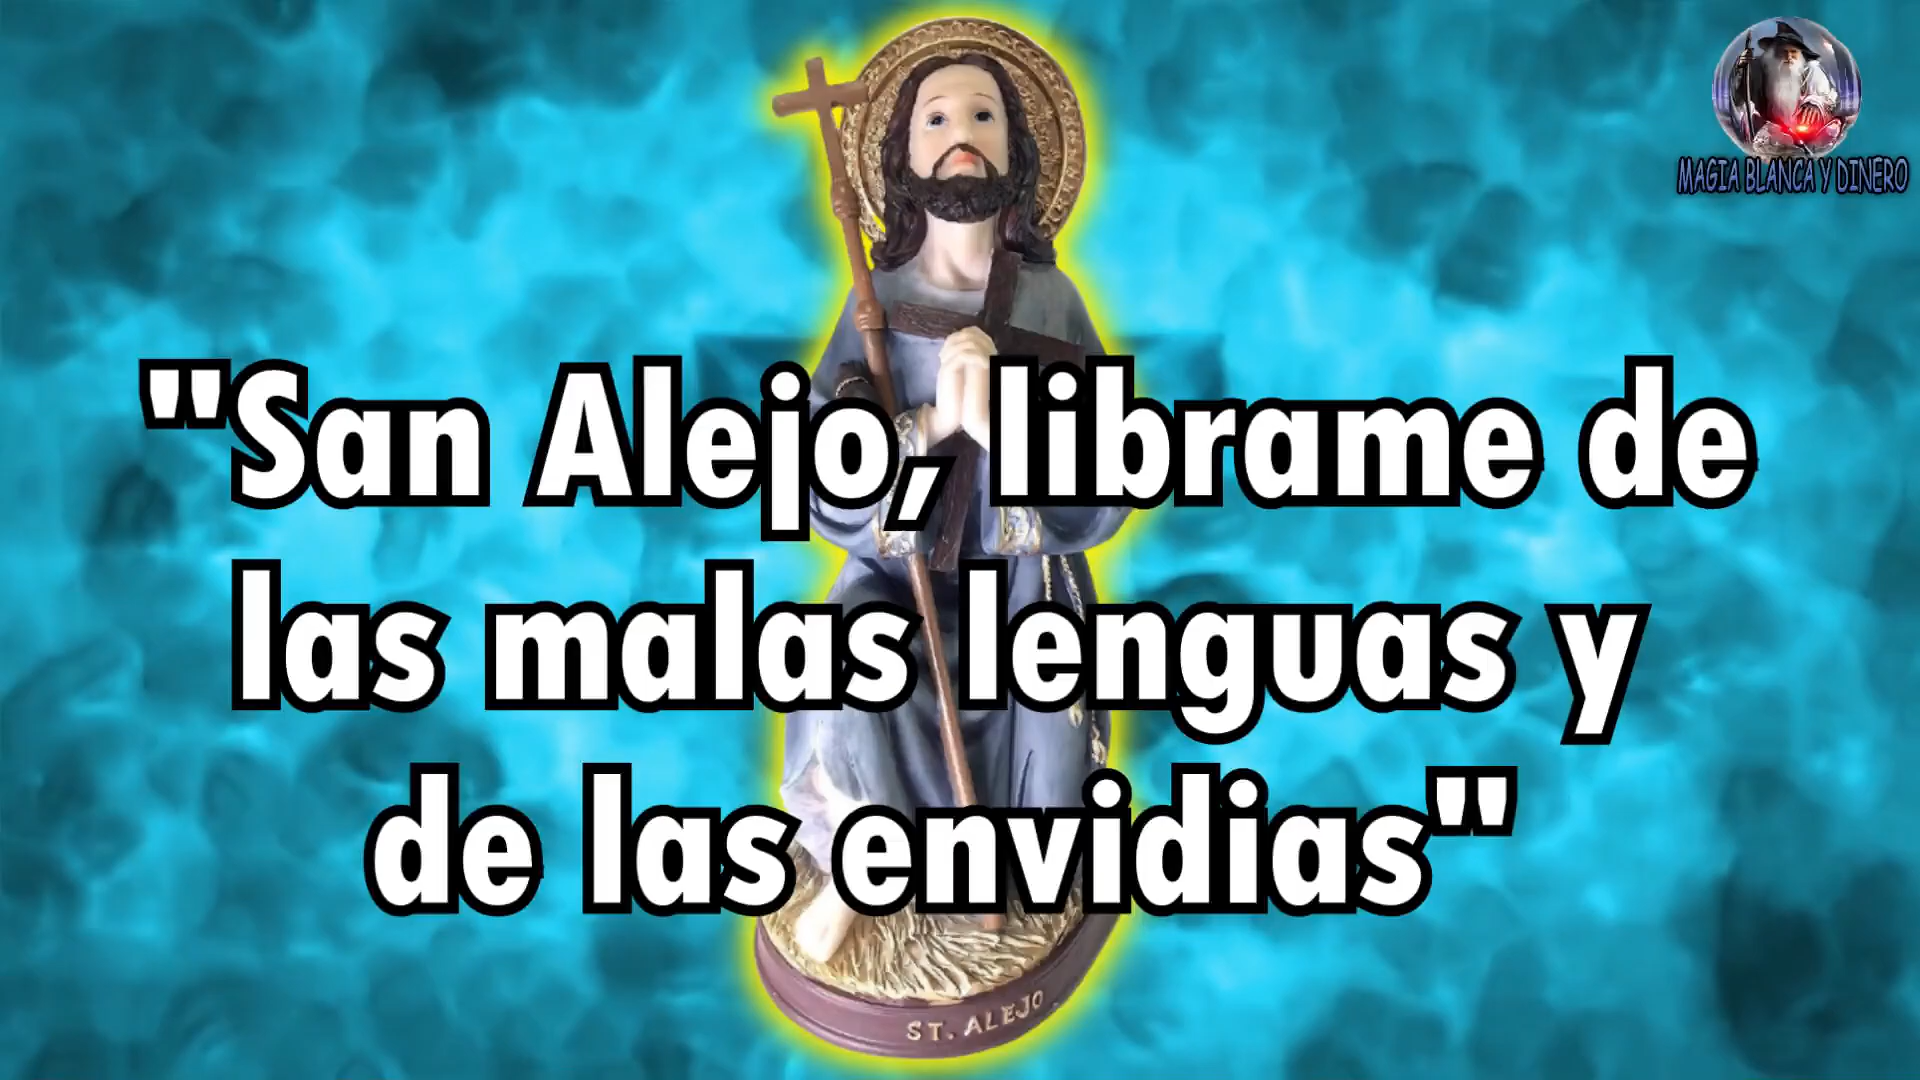 MAGIA BLANCA Y DINERO
"San Alejo, librame de
las malas lenguas y
de las envidias"
ST. ALEJO